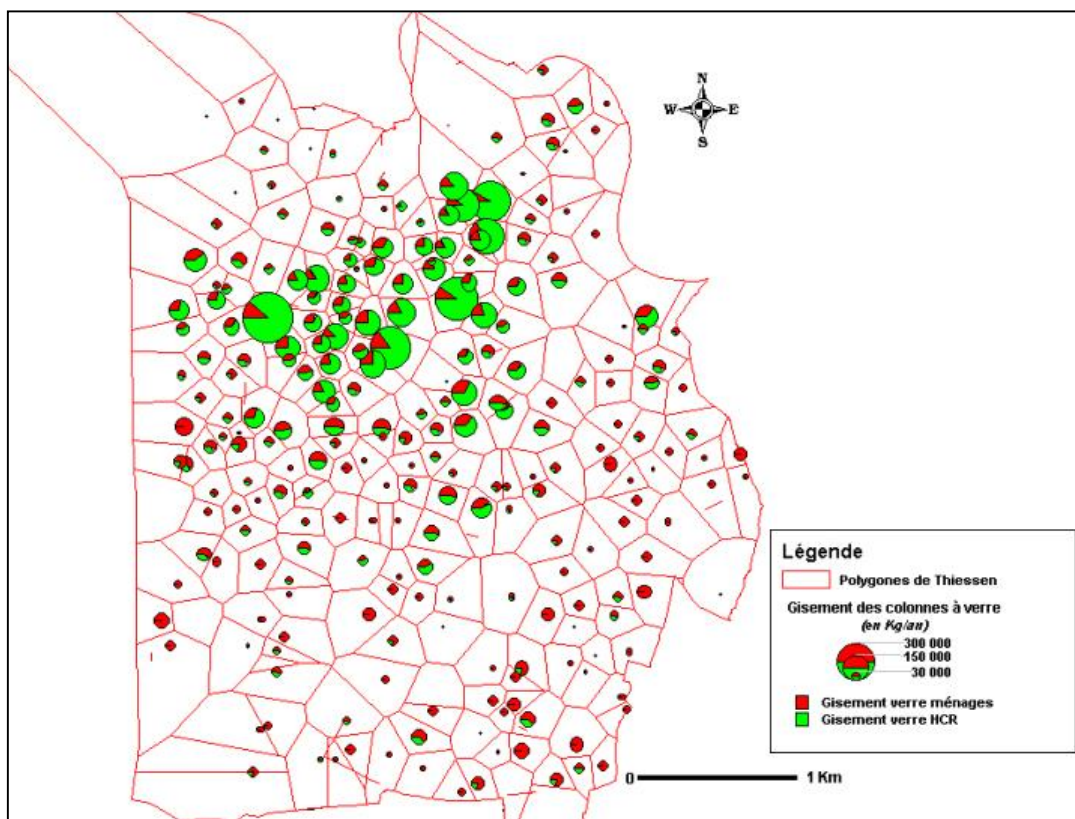 N
W E
S
Légende
Polygones de Thiessen
Gisement des colonnes à verre
(en Kg/an)
300 000
150 000
30 000
Gisement verre ménages
Gisement verre HCR
0 1 Km